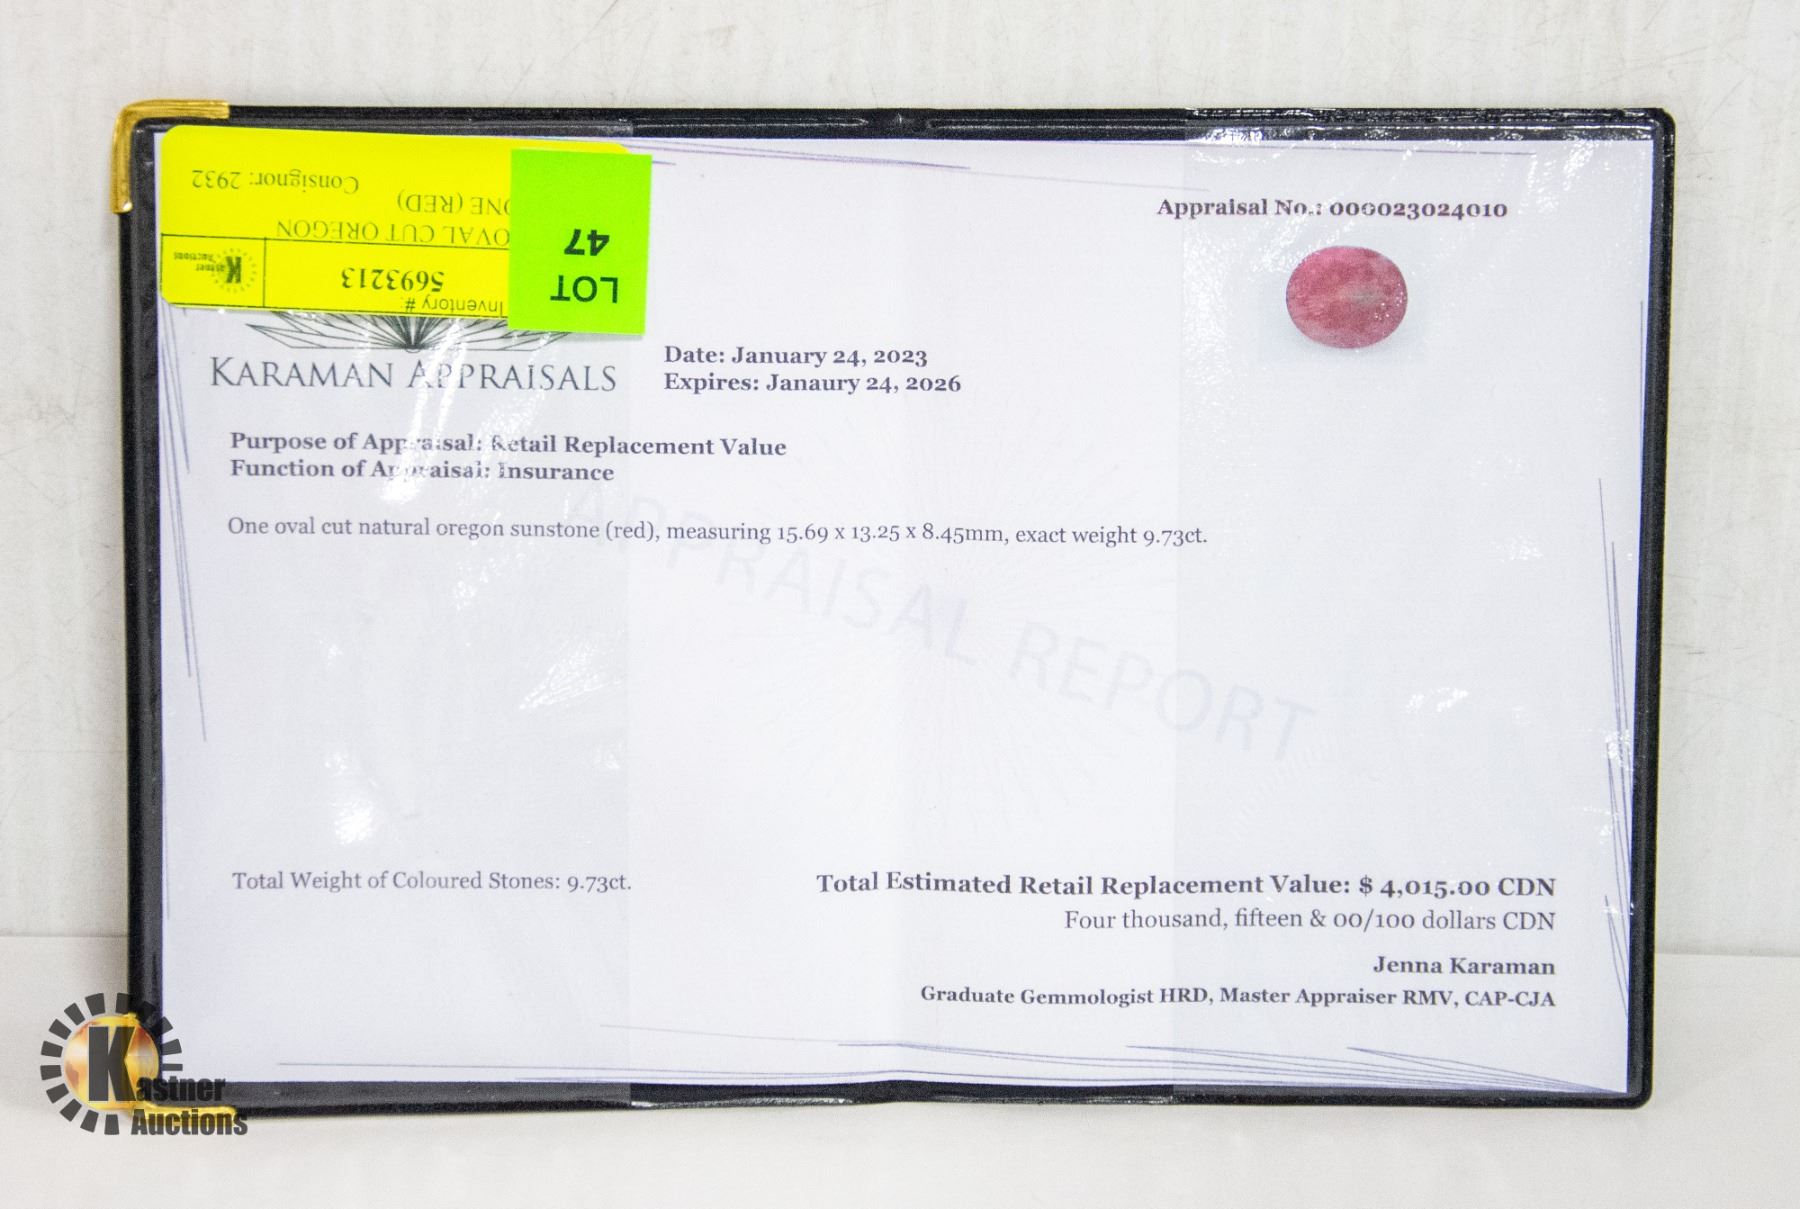 Consignor: 2932
OVAL CUT OREGON
(RED)
Inventory #:
5693213
Kastner
Auctions
LOT
47
Appraisal No.: 000023024010
KARAMAN APPRAISALS
Date: January 24, 2023
Expires: Janaury 24, 2026
Purpose of Appraisal: Retail Replacement Value
Function of Appraisal: Insurance
One oval cut natural oregon sunstone (red), measuring 15.69 x 13.25 x 8.45mm, exact weight 9.73ct.
APPRAISAL REPORT
Total Weight of Coloured Stones: 9.73ct.
Total Estimated Retail Replacement Value: $ 4,015.00 CDN
Four thousand, fifteen & 00/100 dollars CDN
Jenna Karaman
Graduate Gemmologist HRD, Master Appraiser RMV, CAP-CJA
Kastner
Auctions